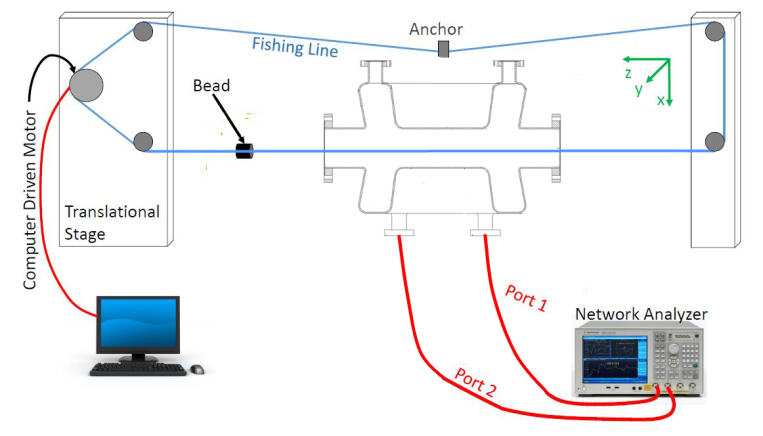 Anchor
Fishing Line
Bead
z
y
x
Computer Driven Motor
Translational
Stage
Port 1
Network Analyzer
Port 2